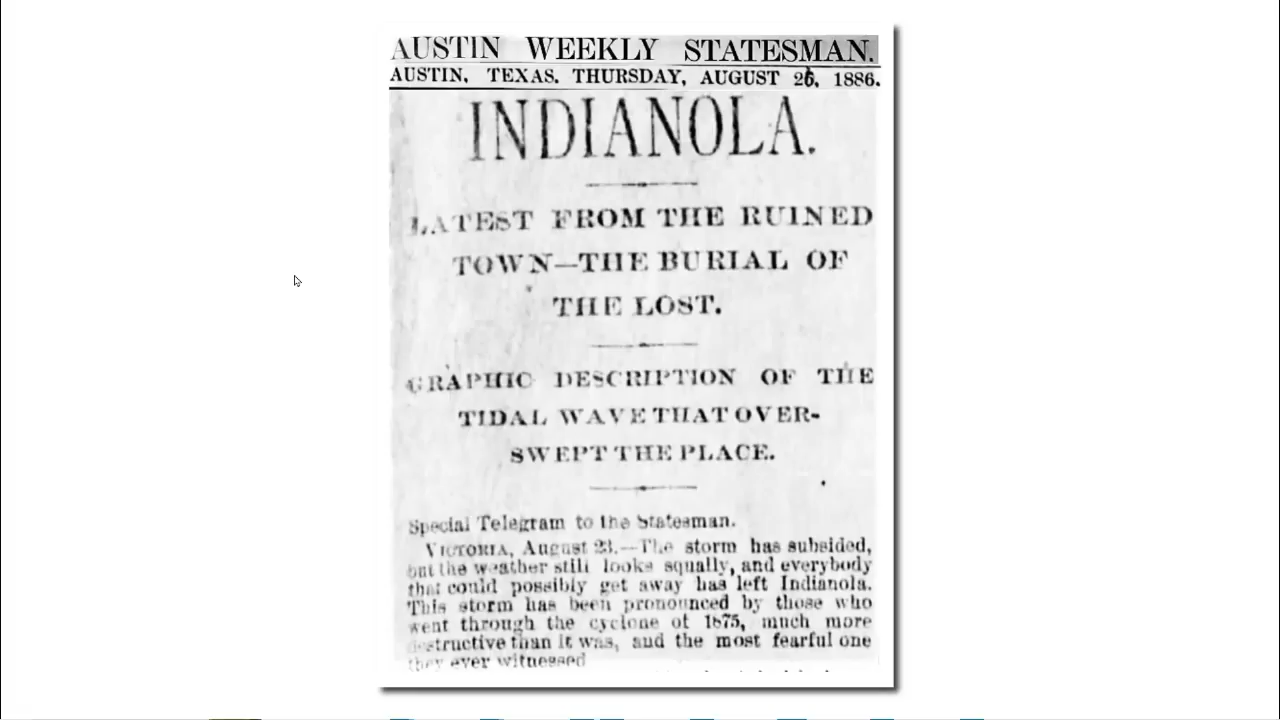 AUSTIN WEEKLY STATESMAN.
AUSTIN, TEXAS, THURSDAY, AUGUST 26, 1886.
INDIANOLA.
LATEST FROM THE RUINED
TOWN—THE BURIAL OF
THE LOST.
GRAPHIC DESCRIPTION OF THE
TIDAL WAVE THAT OVER-
SWEPT THE PLACE.
Special Telegram to the Statesman.
VICTORIA, August 23.—The storm has subsided,
but the weather still looks squally, and everybody
that could possibly get away has left Indianola.
This storm has been pronounced by those who
went through the cyclone of 1875, much more
destructive than it was, and the most fearful one
they ever witnessed